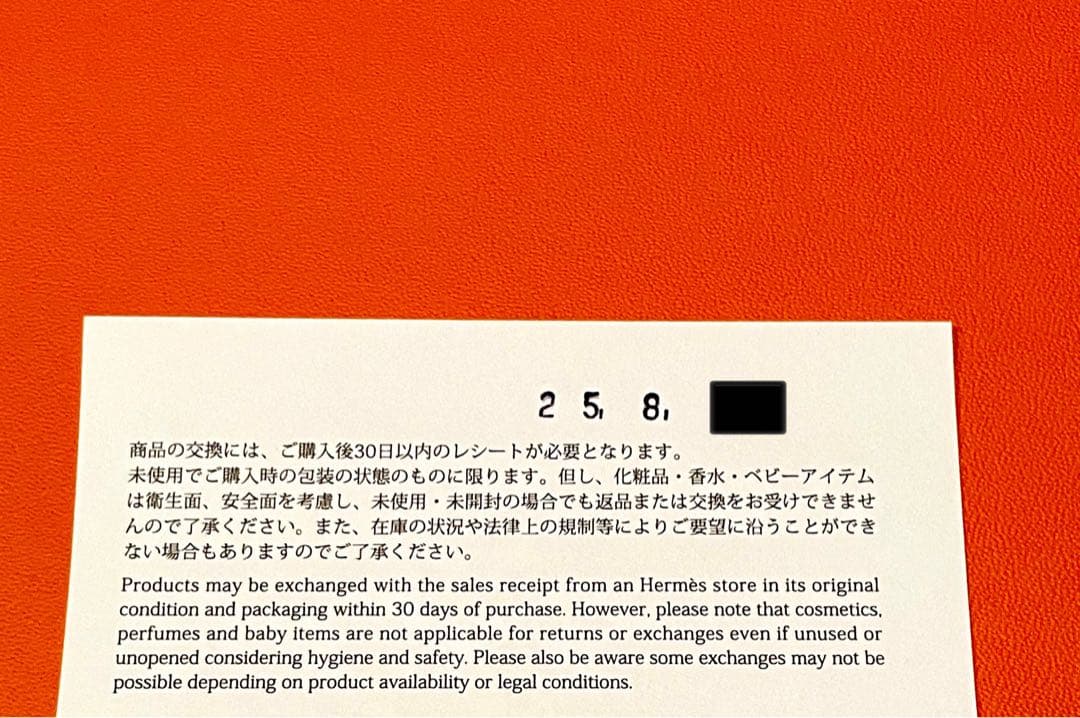 25, 8,
商品の交換には、ご購入後30日以内のレシートが必要となります。
未使用でご購入時の包装の状態のものに限ります。但し、化粧品・香水・ベビーアイテム
は衛生面、安全面を考慮し、未使用・未開封の場合でも返品または交換をお受けできませ
んので了承ください。また、在庫の状況や法律上の規制等によりご要望に沿うことができ
ない場合もありますのでご了承ください。
Products may be exchanged with the sales receipt from an Hermès store in its original
condition and packaging within 30 days of purchase. However, please note that cosmetics,
perfumes and baby items are not applicable for returns or exchanges even if unused or
unopened considering hygiene and safety. Please also be aware some exchanges may not be
possible depending on product availability or legal conditions.